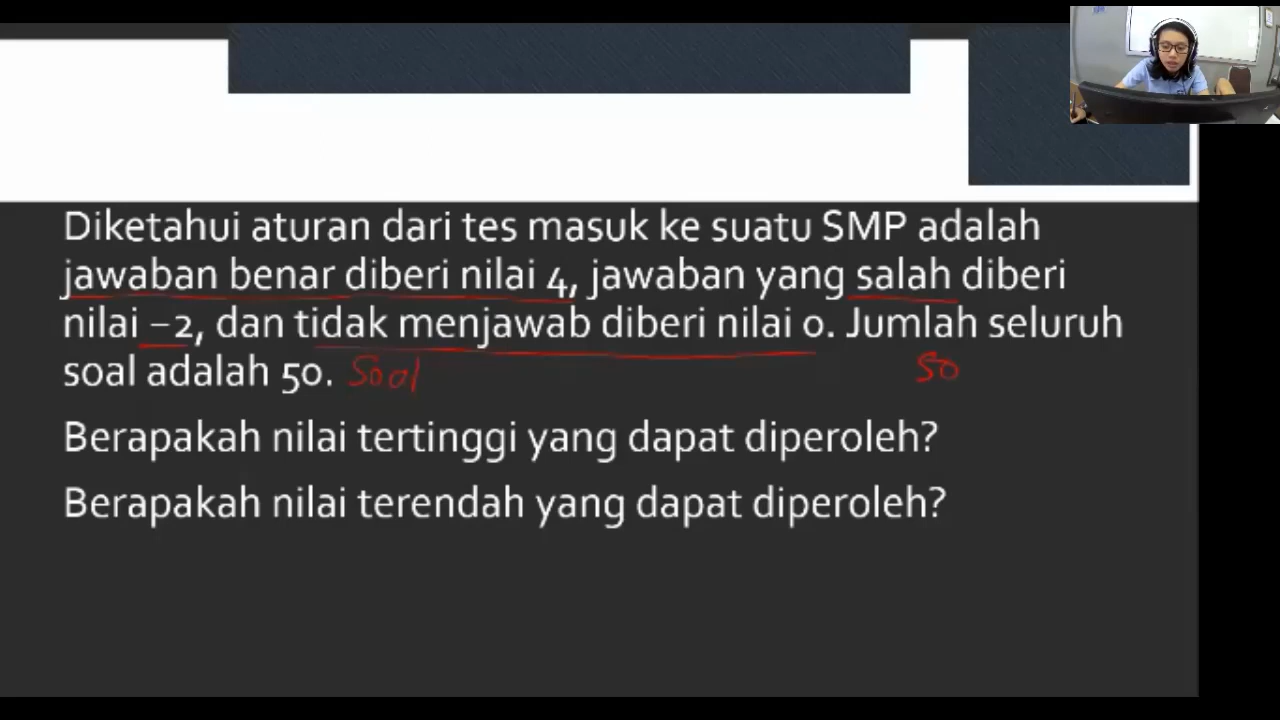 Diketahui aturan dari tes masuk ke suatu SMP adalah
jawaban benar diberi nilai 4, jawaban yang salah diberi
nilai −2, dan tidak menjawab diberi nilai 0. Jumlah seluruh
soal adalah 50. Soal 50
Berapakah nilai tertinggi yang dapat diperoleh?
Berapakah nilai terendah yang dapat diperoleh?